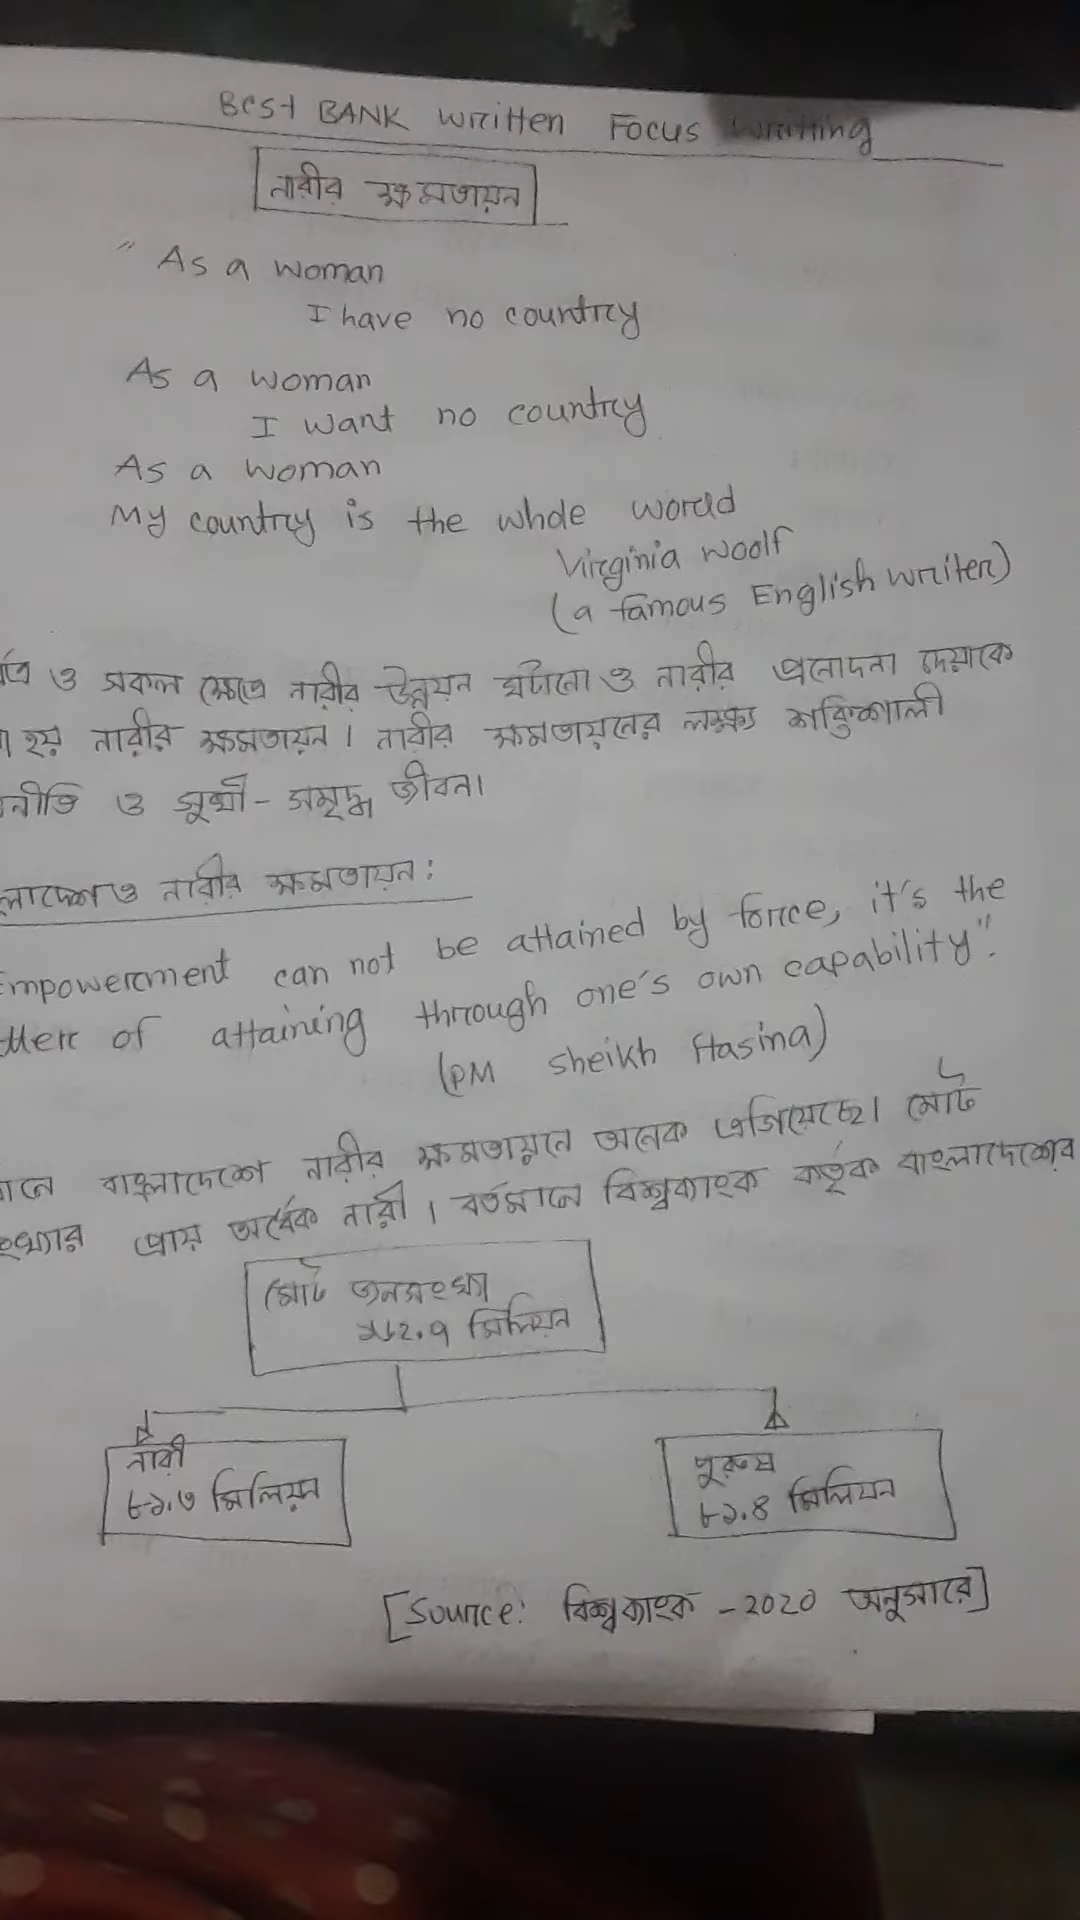 Best BANK written Focus writting
নারীর ক্ষমতায়ন
" As a woman
I have no country
As a woman
I want no country
As a woman
My country is the whole world
Virginia woolf
(a famous English writer)
ও সকল ক্ষেত্রে নারীর উন্নয়ন ঘটানো ও নারীর প্রনোদনা দেয়াকে
হয় নারীর ক্ষমতায়ন। নারীর ক্ষমতায়নের লক্ষ্য শক্তিশালী
নীতি ও সুখী - সমৃদ্ধ জীবন।
লাদেশও নারীর ক্ষমতায়ন:
Empowerment can not be attained by force, it's the
tter of attaining through one's own capability".
(PM Sheikh Hasina)
ানে বাংলাদেশে নারীর ক্ষমতায়নে অনেক এগিয়েছে। মোট
ংখ্যার প্রায় অর্ধেক নারী। বর্তমানে বিশ্বব্যাংক কর্তৃক বাংলাদেশের
মোট জনসংখ্যা
১৬২.৭ মিলিয়ন
নারী
৮১.৩ মিলিয়ন
পুরুষ
৮১.৪ মিলিয়ন
[Source: বিশ্বব্যাংক - 2020 অনুসারে]